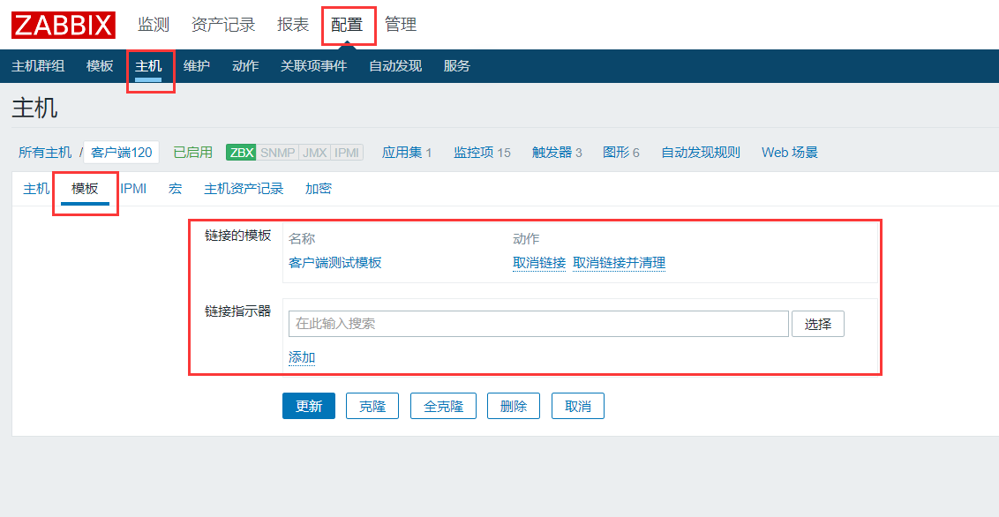 ZABBIX 监测 资产记录 报表 配置 管理
主机群组 模板 主机 维护 动作 关联项事件 自动发现 服务
主机
所有主机 / 客户端120 已启用 ZBX SNMP JMX IPMI 应用集 1 监控项 15 触发器 3 图形 6 自动发现规则 Web 场景
主机 模板 IPMI 宏 主机资产记录 加密
链接的模板 名称 动作
客户端测试模板 取消链接 取消链接并清理
链接指示器
在此输入搜索 选择
添加
更新 克隆 全克隆 删除 取消